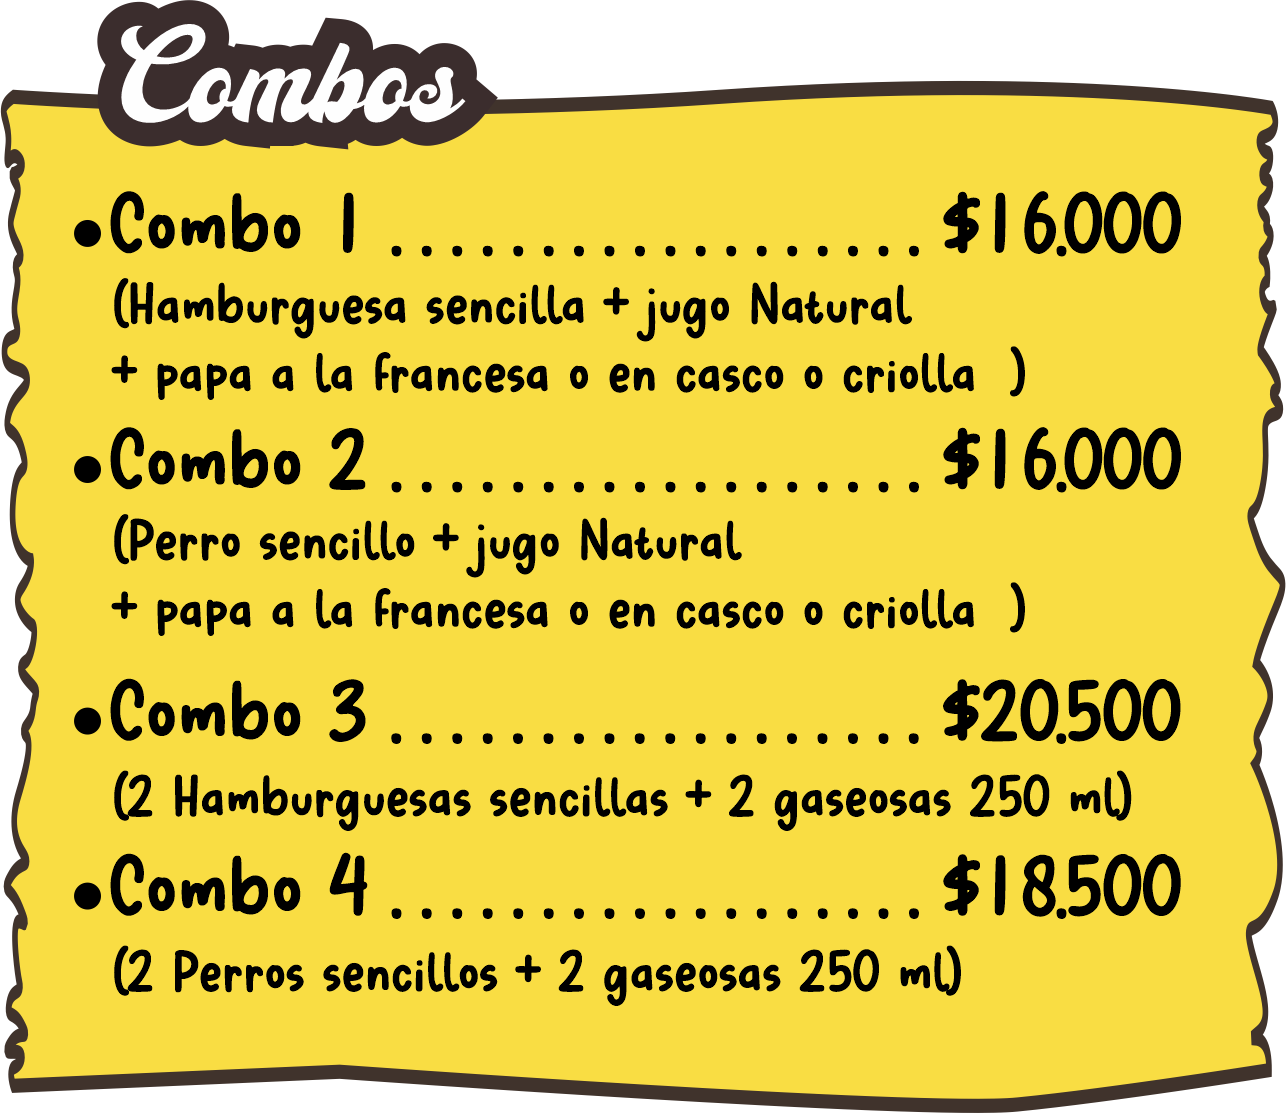 Combos
•Combo 1 .................. $16.000
(Hamburguesa sencilla + jugo Natural
+ papa a la francesa o en casco o criolla )
•Combo 2 .................. $16.000
(Perro sencillo + jugo Natural
+ papa a la francesa o en casco o criolla )
•Combo 3 .................. $20.500
(2 Hamburguesas sencillas + 2 gaseosas 250 ml)
•Combo 4 .................. $18.500
(2 Perros sencillos + 2 gaseosas 250 ml)